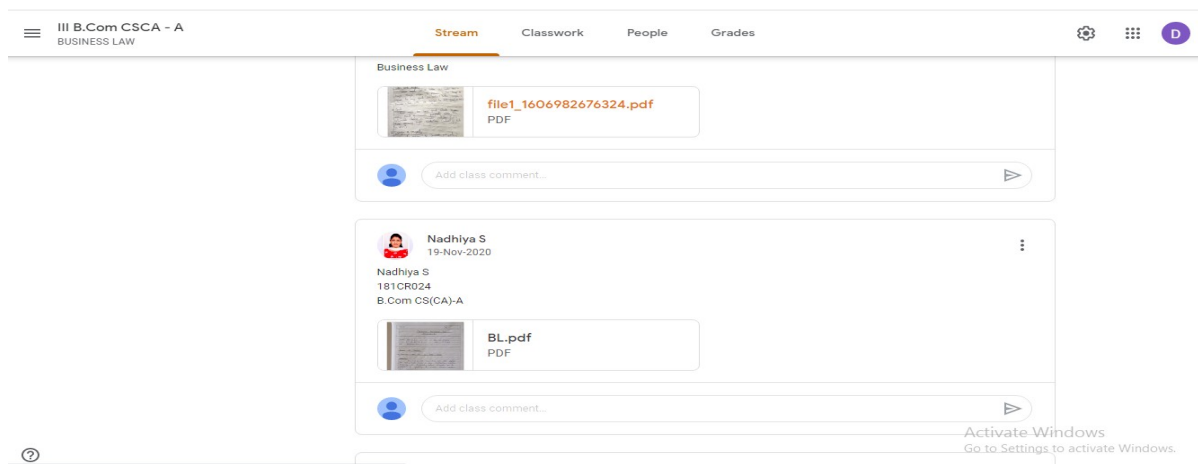 III B.Com CSCA - A
BUSINESS LAW
Stream Classwork People Grades
D
Business Law
file1_1606982676324.pdf
PDF
Add class comment...
Nadhiya S
19-Nov-2020
Nadhiya S
181CR024
B.Com CS(CA)-A
BL.pdf
PDF
Add class comment...
Activate Windows
Go to Settings to activate Windows.